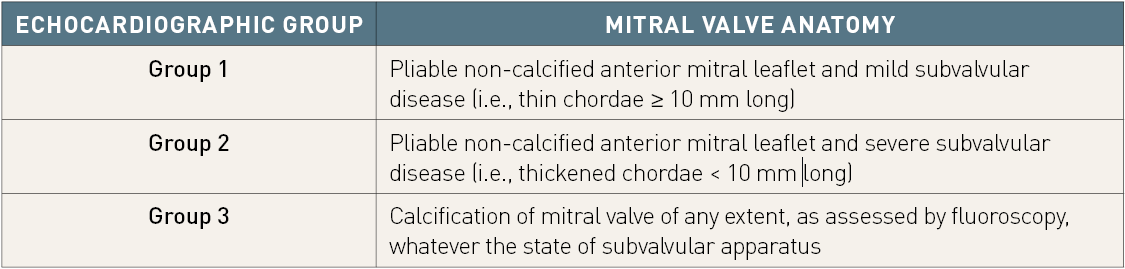 ECHOCARDIOGRAPHIC GROUP
MITRAL VALVE ANATOMY
Group 1
Pliable non-calcified anterior mitral leaflet and mild subvalvular
disease (i.e., thin chordae ≥ 10 mm long)
Group 2
Pliable non-calcified anterior mitral leaflet and severe subvalvular
disease (i.e., thickened chordae < 10 mm long)
Group 3
Calcification of mitral valve of any extent, as assessed by fluoroscopy,
whatever the state of subvalvular apparatus